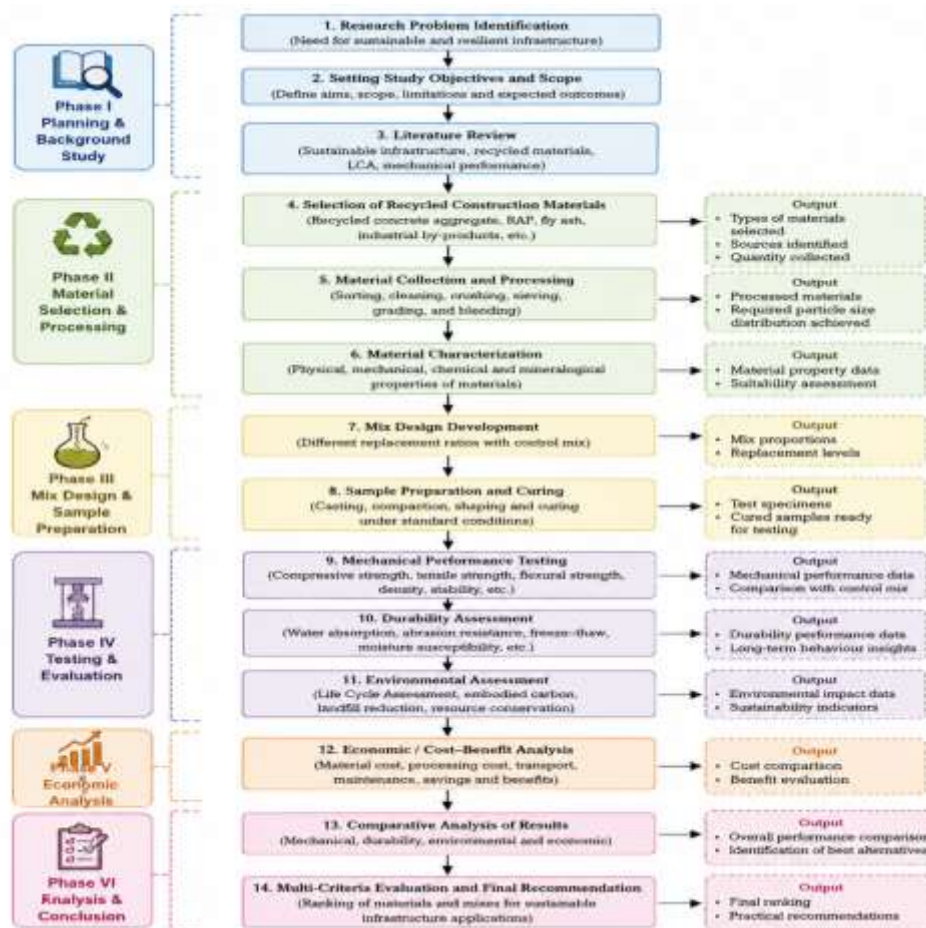 Phase I
Planning &
Background
Study
1. Research Problem Identification
(Need for sustainable and resilient infrastructure)
2. Setting Study Objectives and Scope
(Define aims, scope, limitations and expected outcomes)
3. Literature Review
(Sustainable infrastructure, recycled materials,
LCA, mechanical performance)
Phase II
Material
Selection &
Processing
4. Selection of Recycled Construction Materials
(Recycled concrete aggregate, RAP, fly ash,
industrial by-products, etc.)
Output
• Types of materials
selected
• Sources identified
• Quantity collected
5. Material Collection and Processing
(Sorting, cleaning, crushing, sieving,
grading, and blending)
Output
• Processed materials
• Required particle size
distribution achieved
6. Material Characterization
(Physical, mechanical, chemical and mineralogical
properties of materials)
Output
• Material property data
• Suitability assessment
Phase III
Mix Design &
Sample
Preparation
7. Mix Design Development
(Different replacement ratios with control mix)
Output
• Mix proportions
• Replacement levels
8. Sample Preparation and Curing
(Casting, compaction, shaping and curing
under standard conditions)
Output
• Test specimens
• Cured samples ready
for testing
Phase IV
Testing &
Evaluation
9. Mechanical Performance Testing
(Compressive strength, tensile strength, flexural strength,
density, stability, etc.)
Output
• Mechanical performance data
• Comparison with control mix
10. Durability Assessment
(Water absorption, abrasion resistance, freeze–thaw,
moisture susceptibility, etc.)
Output
• Durability performance data
• Long-term behaviour insights
11. Environmental Assessment
(Life Cycle Assessment, embodied carbon,
landfill reduction, resource conservation)
Output
• Environmental impact data
• Sustainability indicators
Phase V
Economic
Analysis
12. Economic / Cost–Benefit Analysis
(Material cost, processing cost, transport,
maintenance, savings and benefits)
Output
• Cost comparison
• Benefit evaluation
Phase VI
Rnalysis &
Conclusion
13. Comparative Analysis of Results
(Mechanical, durability, environmental and economic)
Output
• Overall performance comparison
• Identification of best alternatives
14. Multi-Criteria Evaluation and Final Recommendation
(Ranking of materials and mixes for sustainable
infrastructure applications)
Output
• Final ranking
• Practical recommendations